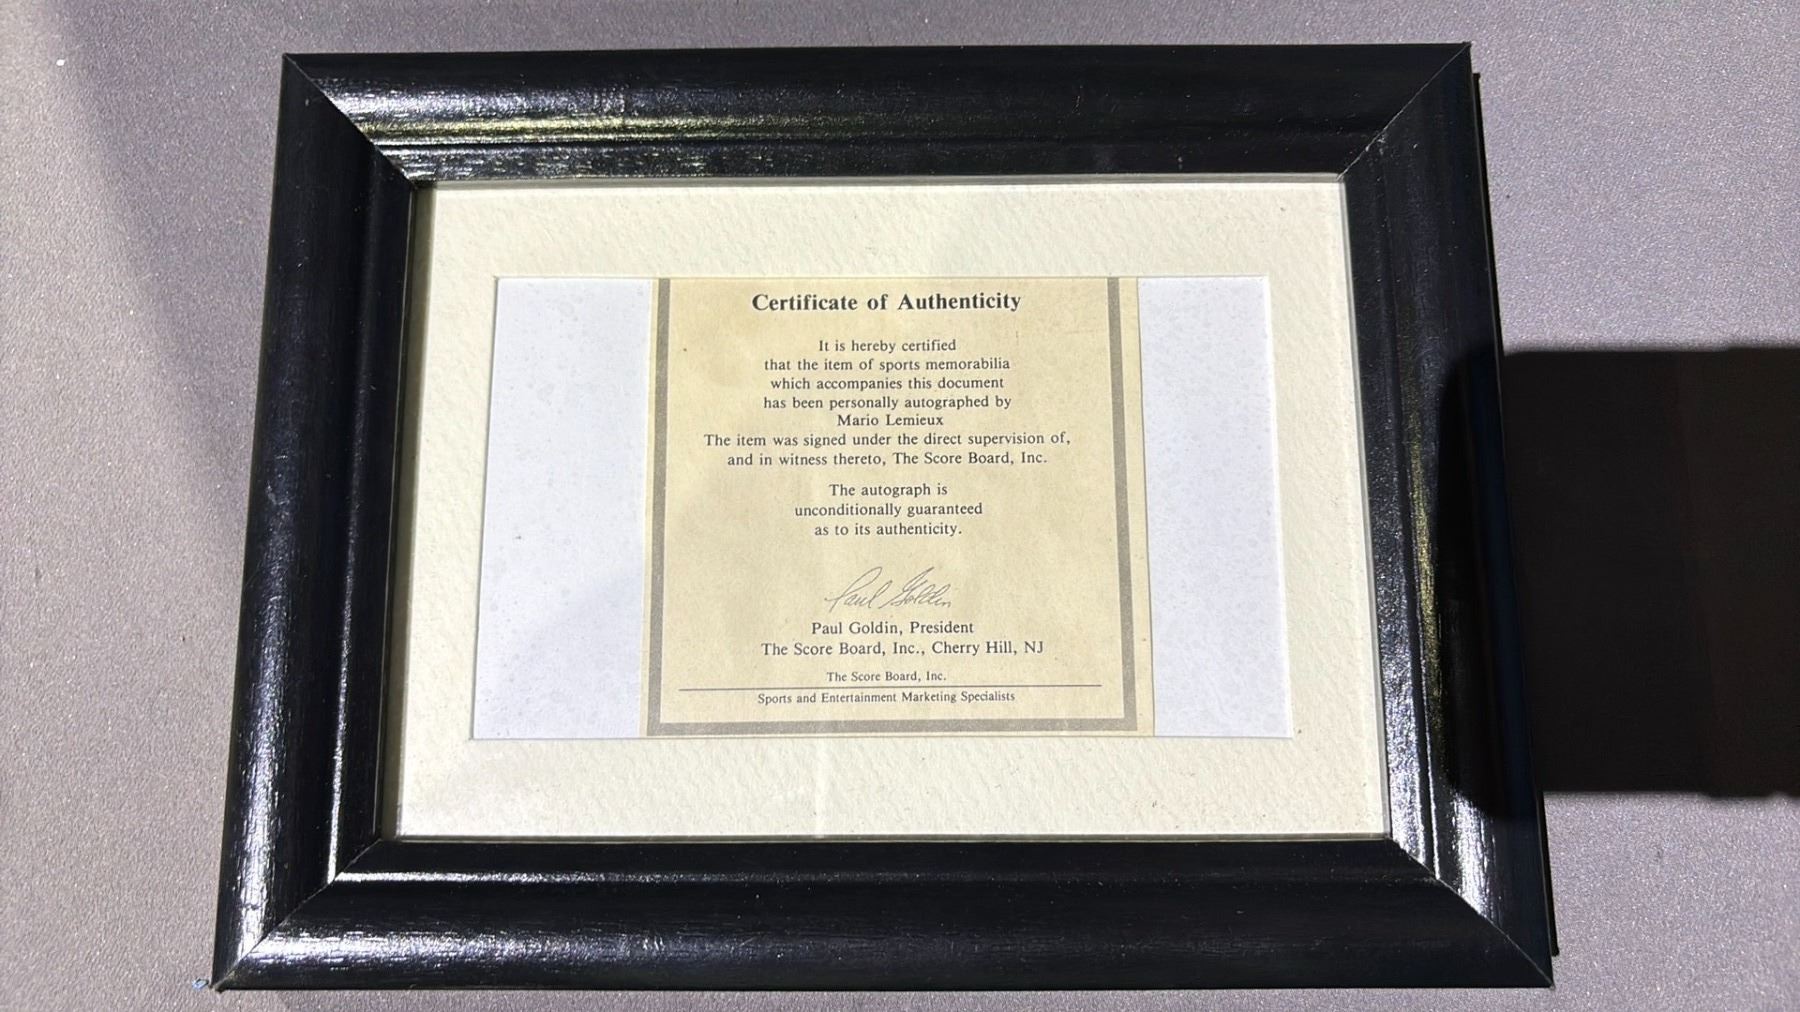 Certificate of Authenticity
It is hereby certified
that the item of sports memorabilia
which accompanies this document
has been personally autographed by
Mario Lemieux
The item was signed under the direct supervision of,
and in witness thereto, The Score Board, Inc.
The autograph is
unconditionally guaranteed
as to its authenticity.
Paul Goldin
Paul Goldin, President
The Score Board, Inc., Cherry Hill, NJ
The Score Board, Inc.
Sports and Entertainment Marketing Specialists